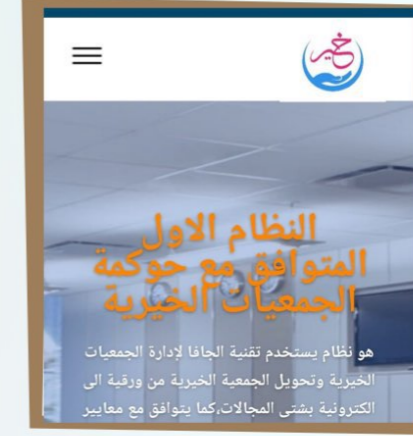 خير
النظام الاول
المتوافق مع حوكمة
الجمعيات الخيرية
هو نظام يستخدم تقنية الجافا لإدارة الجمعيات
الخيرية وتحويل الجمعية الخيرية من ورقية الى
الكترونية بشتى المجالات،كما يتوافق مع معايير